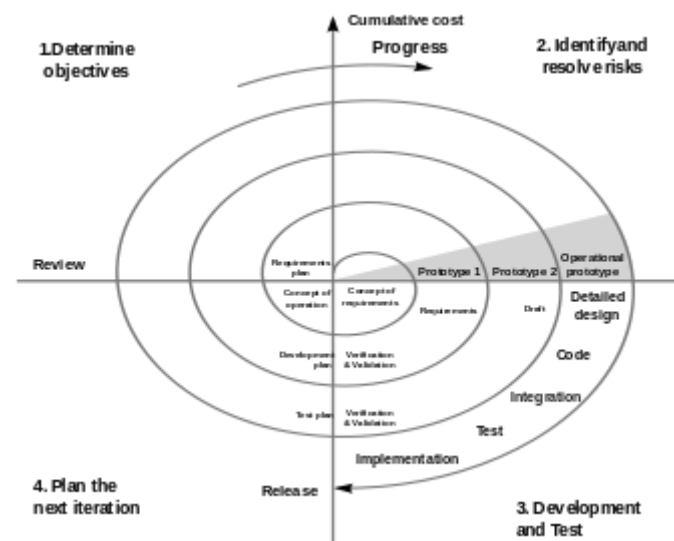 Cumulative cost
Progress
1.Determine
objectives
2. Identify and
resolve risks
Review
Requirements
plan
Prototype 1
Prototype 2
Operational
prototype
Concept of
operation
Concept of
requirements
Requirements
Draft
Detailed
design
Development
plan
Verification
& Validation
Code
Integration
Test plan
Verification
& Validation
Test
Implementation
4. Plan the
next iteration
Release
3. Development
and Test